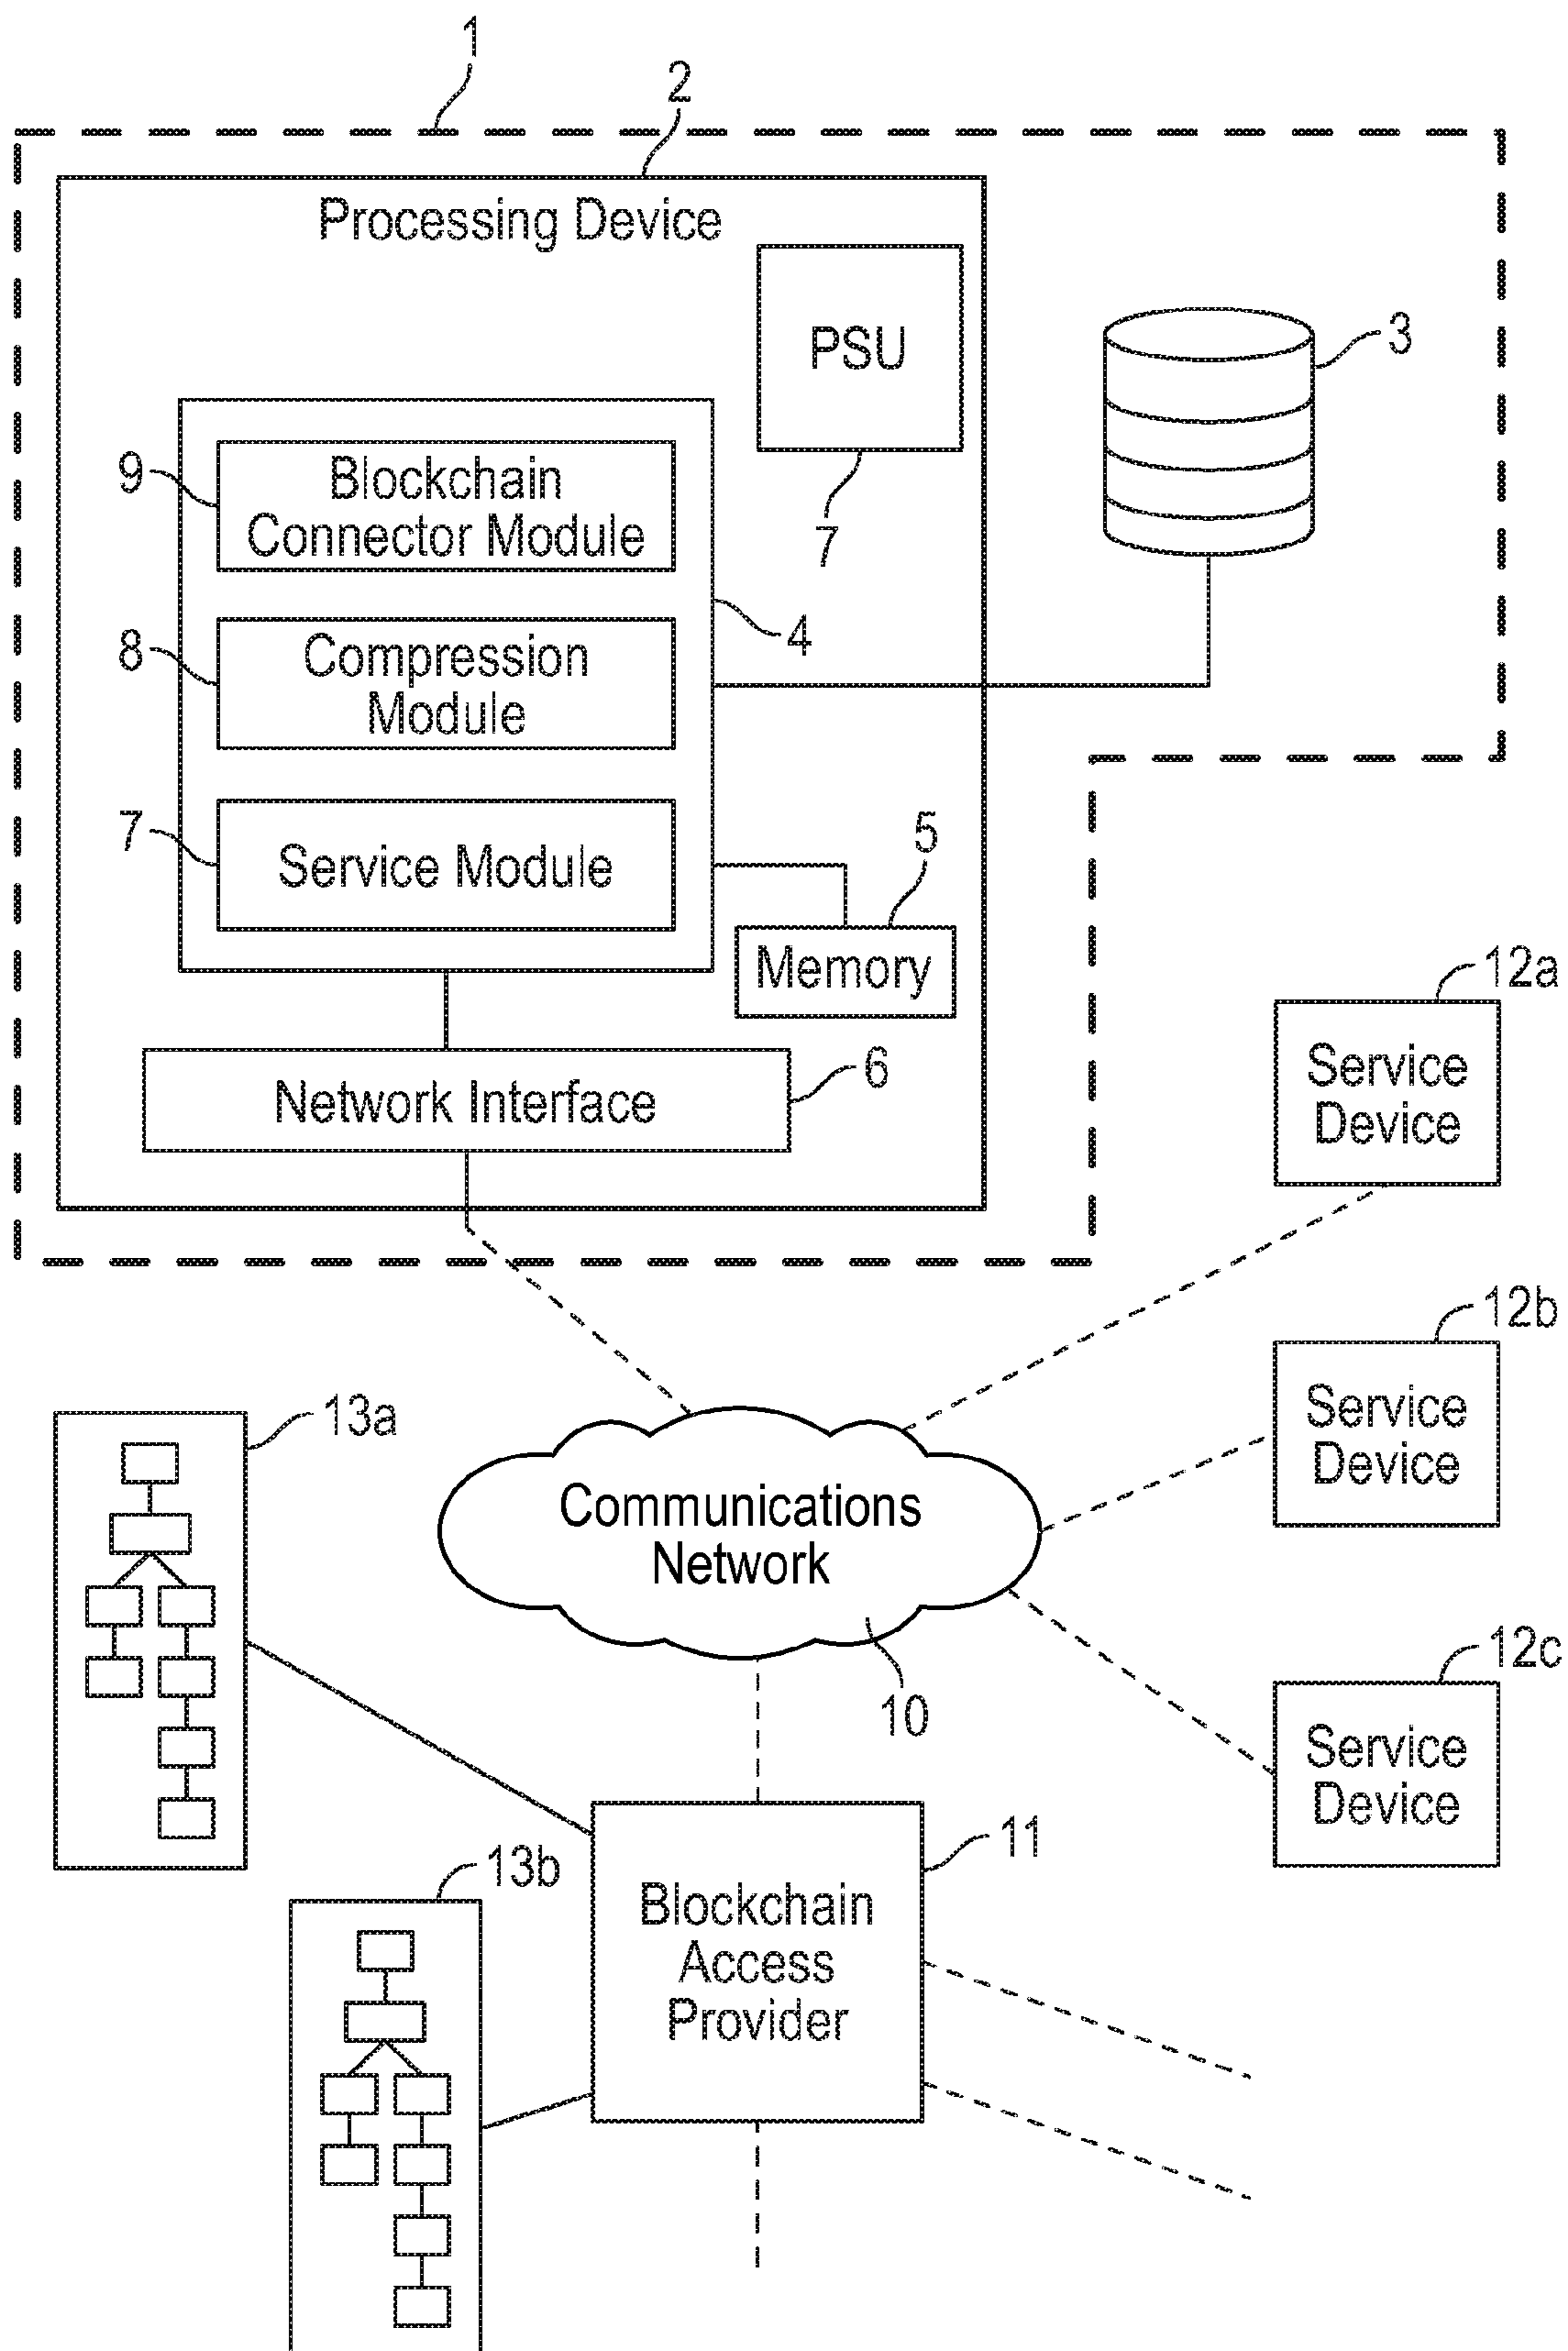 1
2
Processing Device
PSU
3
7
9
Blockchain
Connector Module
4
8
Compression
Module
7
Service Module
5
Memory
6
Network Interface
12a
Service
Device
12b
Service
Device
13a
Communications
Network
10
12c
Service
Device
11
Blockchain
Access
Provider
13b